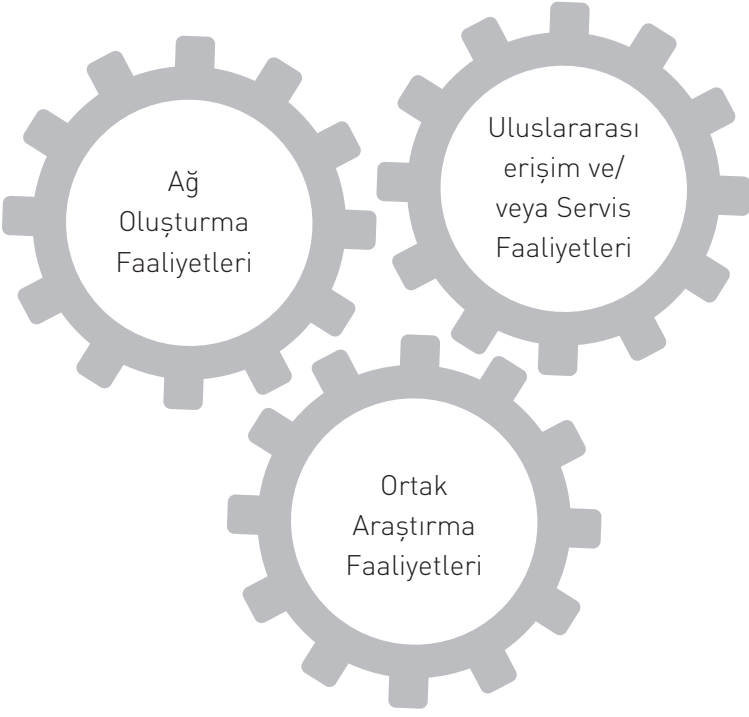 Ağ
Oluşturma
Faaliyetleri
Uluslararası
erişim ve/
veya Servis
Faaliyetleri
Ortak
Araştırma
Faaliyetleri